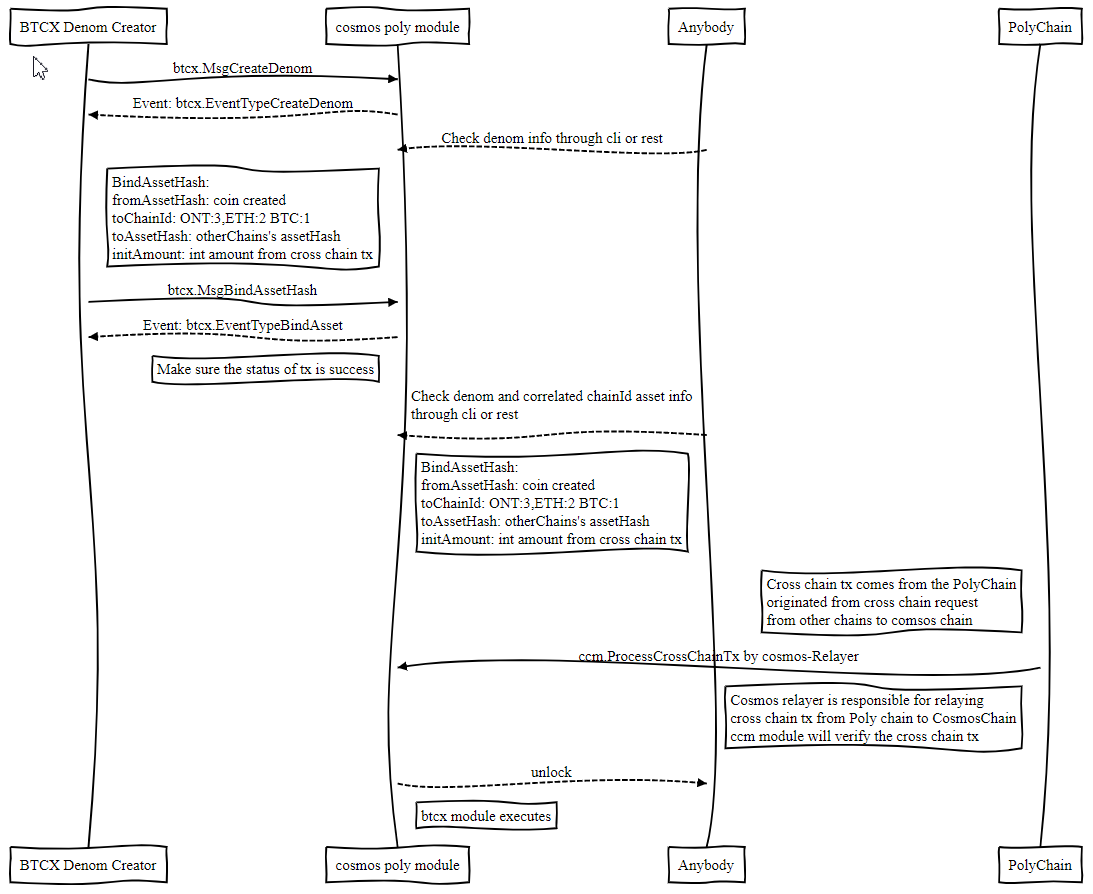 BTCX Denom Creator
cosmos poly module
Anybody
PolyChain
btcx.MsgCreateDenom
Event: btcx.EventTypeCreateDenom
Check denom info through cli or rest
BindAssetHash:
fromAssetHash: coin created
toChainId: ONT:3,ETH:2 BTC:1
toAssetHash: otherChains's assetHash
initAmount: int amount from cross chain tx
btcx.MsgBindAssetHash
Event: btcx.EventTypeBindAsset
Make sure the status of tx is success
Check denom and correlated chainId asset info
through cli or rest
BindAssetHash:
fromAssetHash: coin created
toChainId: ONT:3,ETH:2 BTC:1
toAssetHash: otherChains's assetHash
initAmount: int amount from cross chain tx
Cross chain tx comes from the PolyChain
originated from cross chain request
from other chains to comsos chain
ccm.ProcessCrossChainTx by cosmos-Relayer
Cosmos relayer is responsible for relaying
cross chain tx from Poly chain to CosmosChain
ccm module will verify the cross chain tx
unlock
btcx module executes
BTCX Denom Creator
cosmos poly module
Anybody
PolyChain